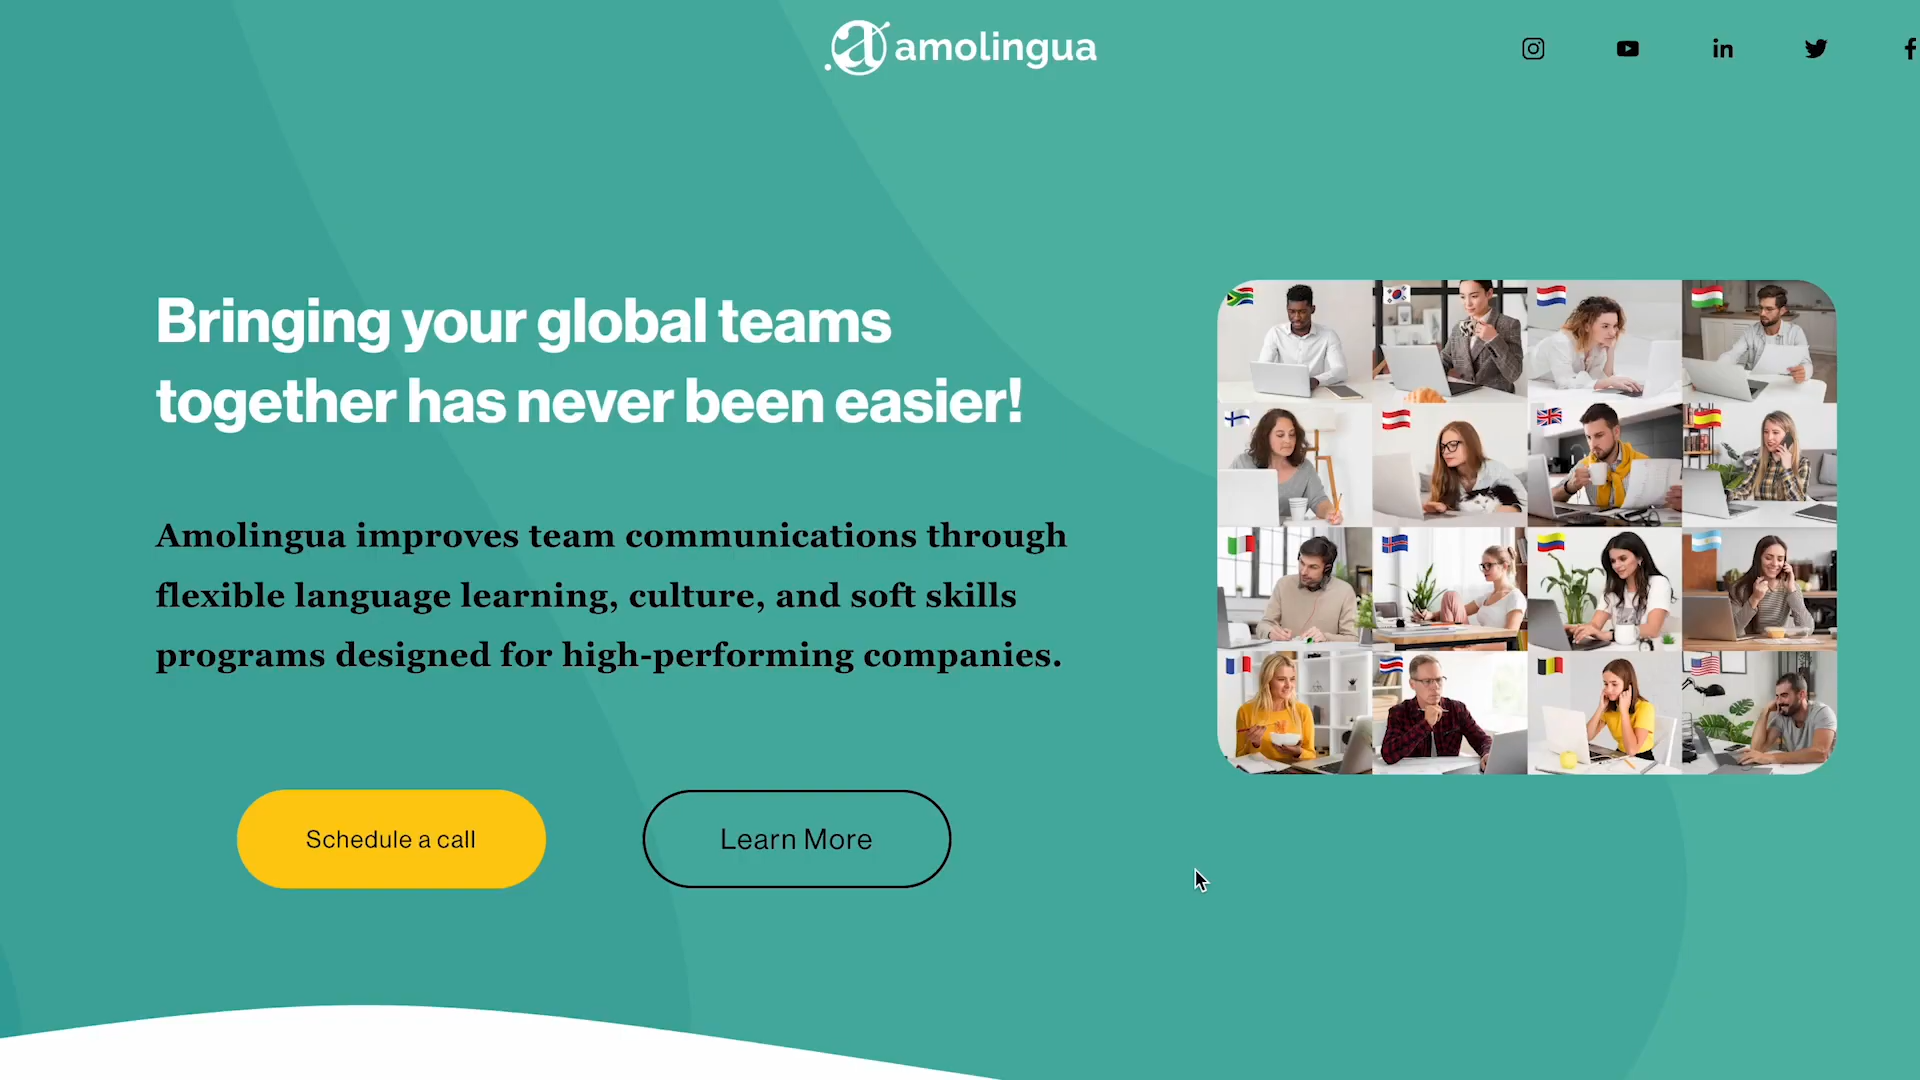 amolingua
Bringing your global teams
together has never been easier!
Amolingua improves team communications through
flexible language learning, culture, and soft skills
programs designed for high-performing companies.
Schedule a call
Learn More